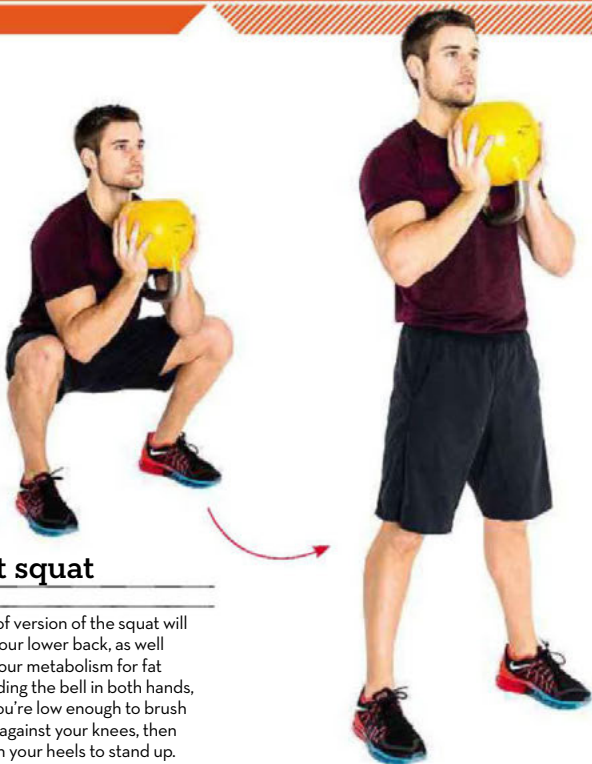 t squat
of version of the squat will
our lower back, as well
our metabolism for fat
ding the bell in both hands,
ou're low enough to brush
against your knees, then
n your heels to stand up.